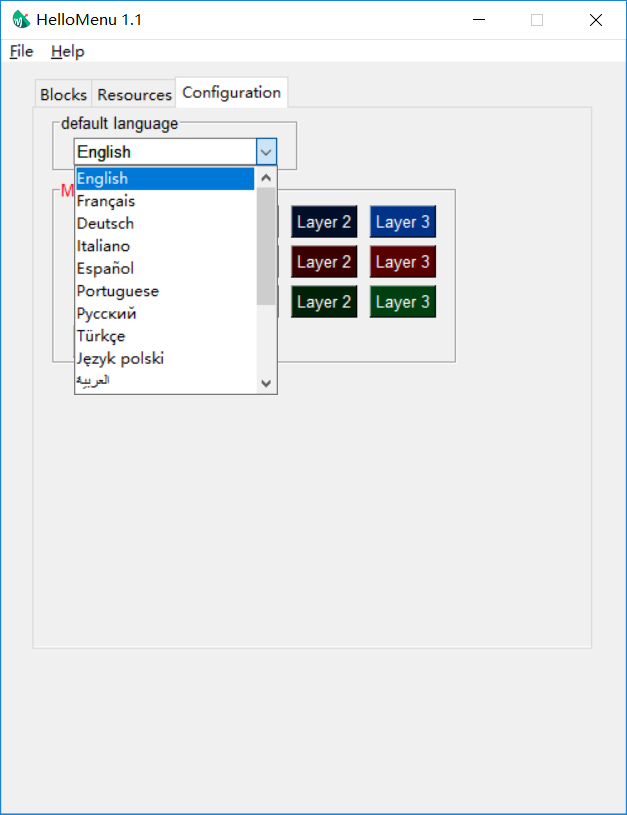 HelloMenu 1.1
File Help
Blocks Resources Configuration
default language
English
English
M
Français
Deutsch
Italiano
Español
Portuguese
Русский
Türkçe
Język polski
العربية
Layer 2 Layer 3
Layer 2 Layer 3
Layer 2 Layer 3